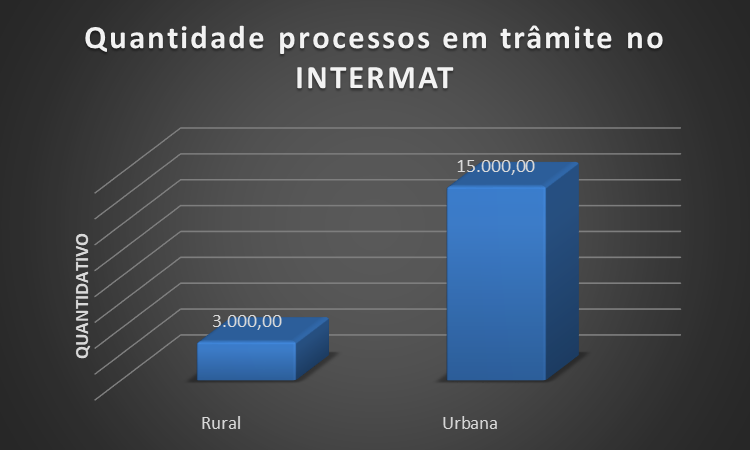 Quantidade processos em trâmite no
INTERMAT
15.000,00
3.000,00
QUANTIDATIVO
Rural
Urbana